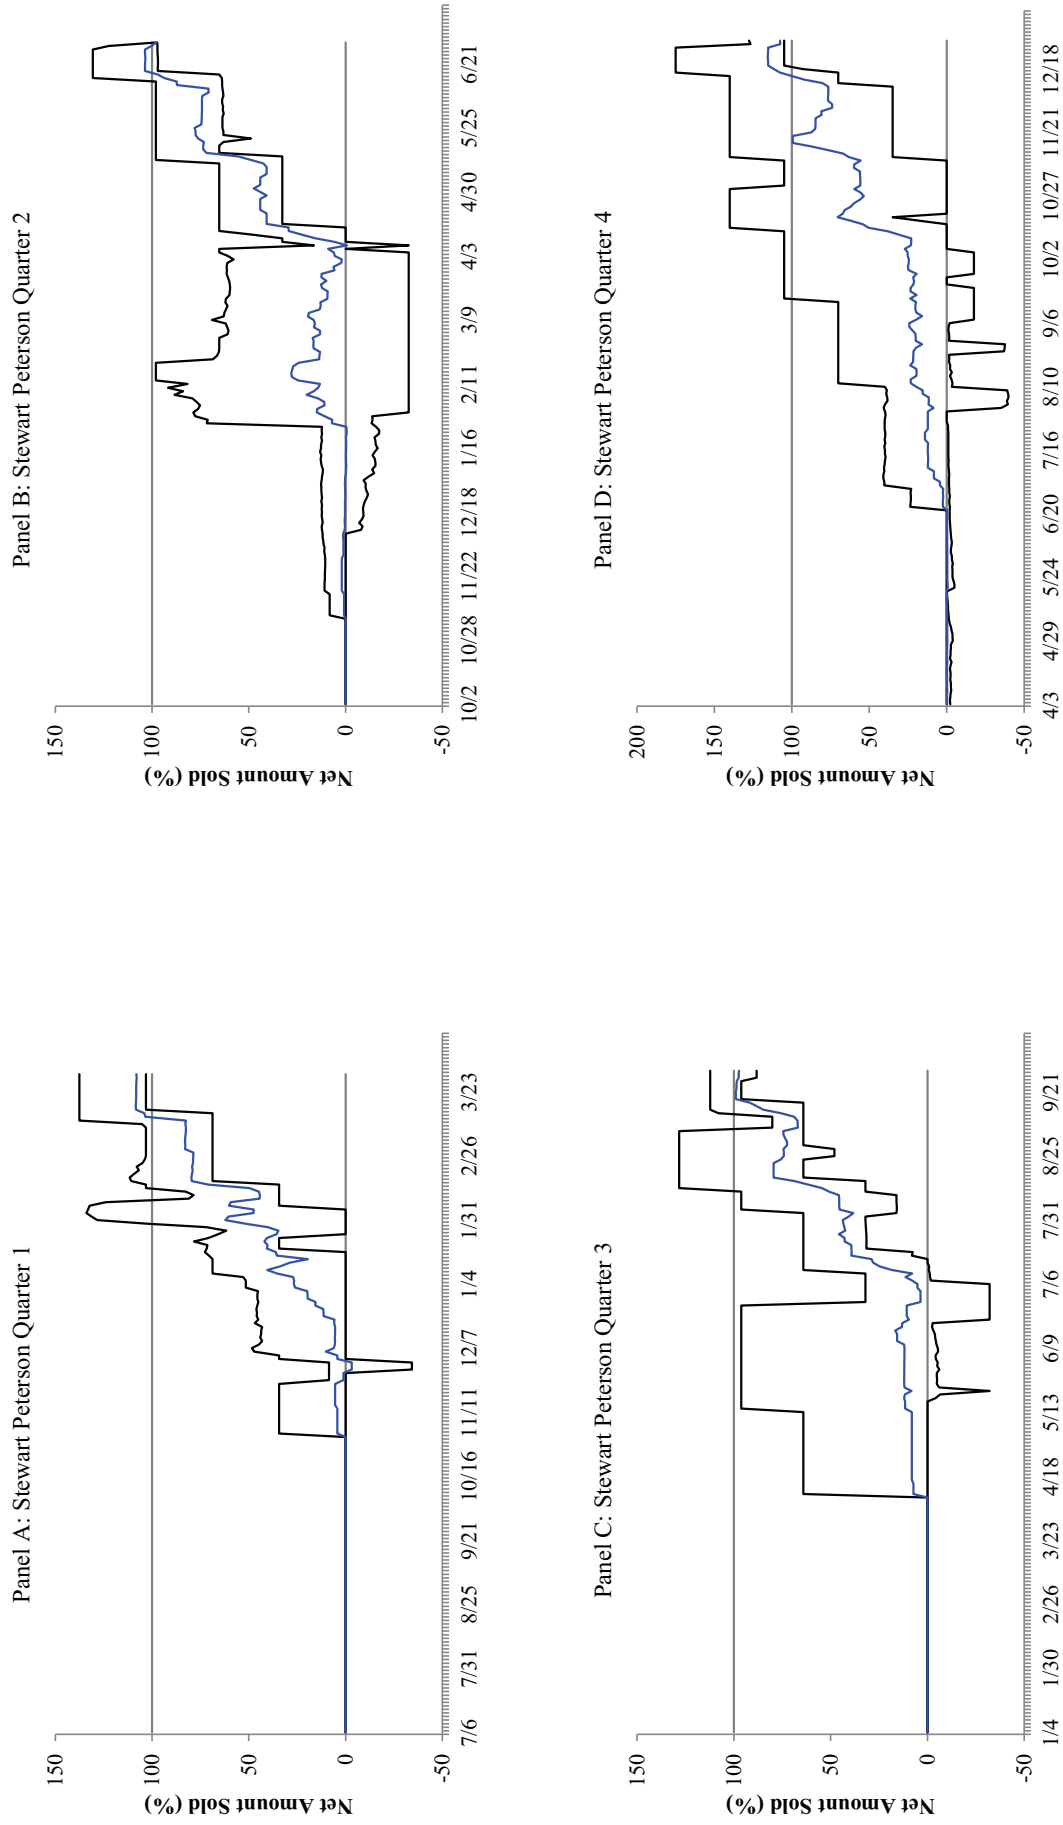 Panel A: Stewart Peterson Quarter 1
Net Amount Sold (%)
150
100
50
0
-50
7/6 7/31 8/25 9/21 10/16 11/11 12/7 1/4 1/31 2/26 3/23
Panel B: Stewart Peterson Quarter 2
Net Amount Sold (%)
150
100
50
0
-50
10/2 10/28 11/22 12/18 1/16 2/11 3/9 4/3 4/30 5/25 6/21
Panel C: Stewart Peterson Quarter 3
Net Amount Sold (%)
150
100
50
0
-50
1/4 1/30 2/26 3/23 4/18 5/13 6/9 7/6 7/31 8/25 9/21
Panel D: Stewart Peterson Quarter 4
Net Amount Sold (%)
200
150
100
50
0
-50
4/3 4/29 5/24 6/20 7/16 8/10 9/6 10/2 10/27 11/21 12/18